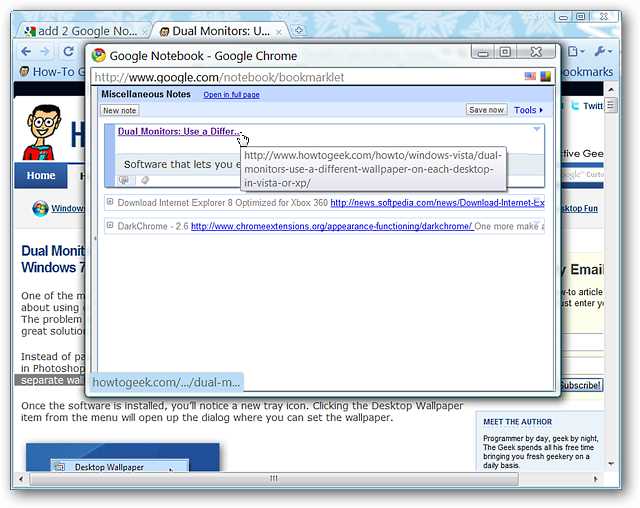 add 2 Google No...
Dual Monitors: U...
Google Notebook - Google Chrome
How-To G
ookmarks
http://www.google.com/notebook/bookmarklet
Miscellaneous Notes Open in full page
New note
Save now Tools
Twitt
Dual Monitors: Use a Differ...
Software that lets you e
http://www.howtogeek.com/howto/windows-vista/dual-
monitors-use-a-different-wallpaper-on-each-desktop-
in-vista-or-xp/
H
ctive Geek
Home
H
Google™ Cust
Window
sktop Fun
Download Internet Explorer 8 Optimized for Xbox 360 http://news.softpedia.com/news/Download-Internet-Ex
DarkChrome - 2.6 http://www.chromeextensions.org/appearance-functioning/darkchrome/ One more make a
Dual Monit
Windows 7
y Email
One of the m
about using
The problem
great solution
w-to article
ust enter yo
Instead of pa
in Photoshop
separate wal
Subscribe!
howtogeek.com/.../dual-m...
Once the software is installed, you'll notice a new tray icon. Clicking the Desktop Wallpaper
item from the menu will open up the dialog where you can set the wallpaper.
MEET THE AUTHOR
Programmer by day, geek by night,
The Geek spends all his free time
bringing you fresh geekery on a
daily basis.
Desktop Wallpaper